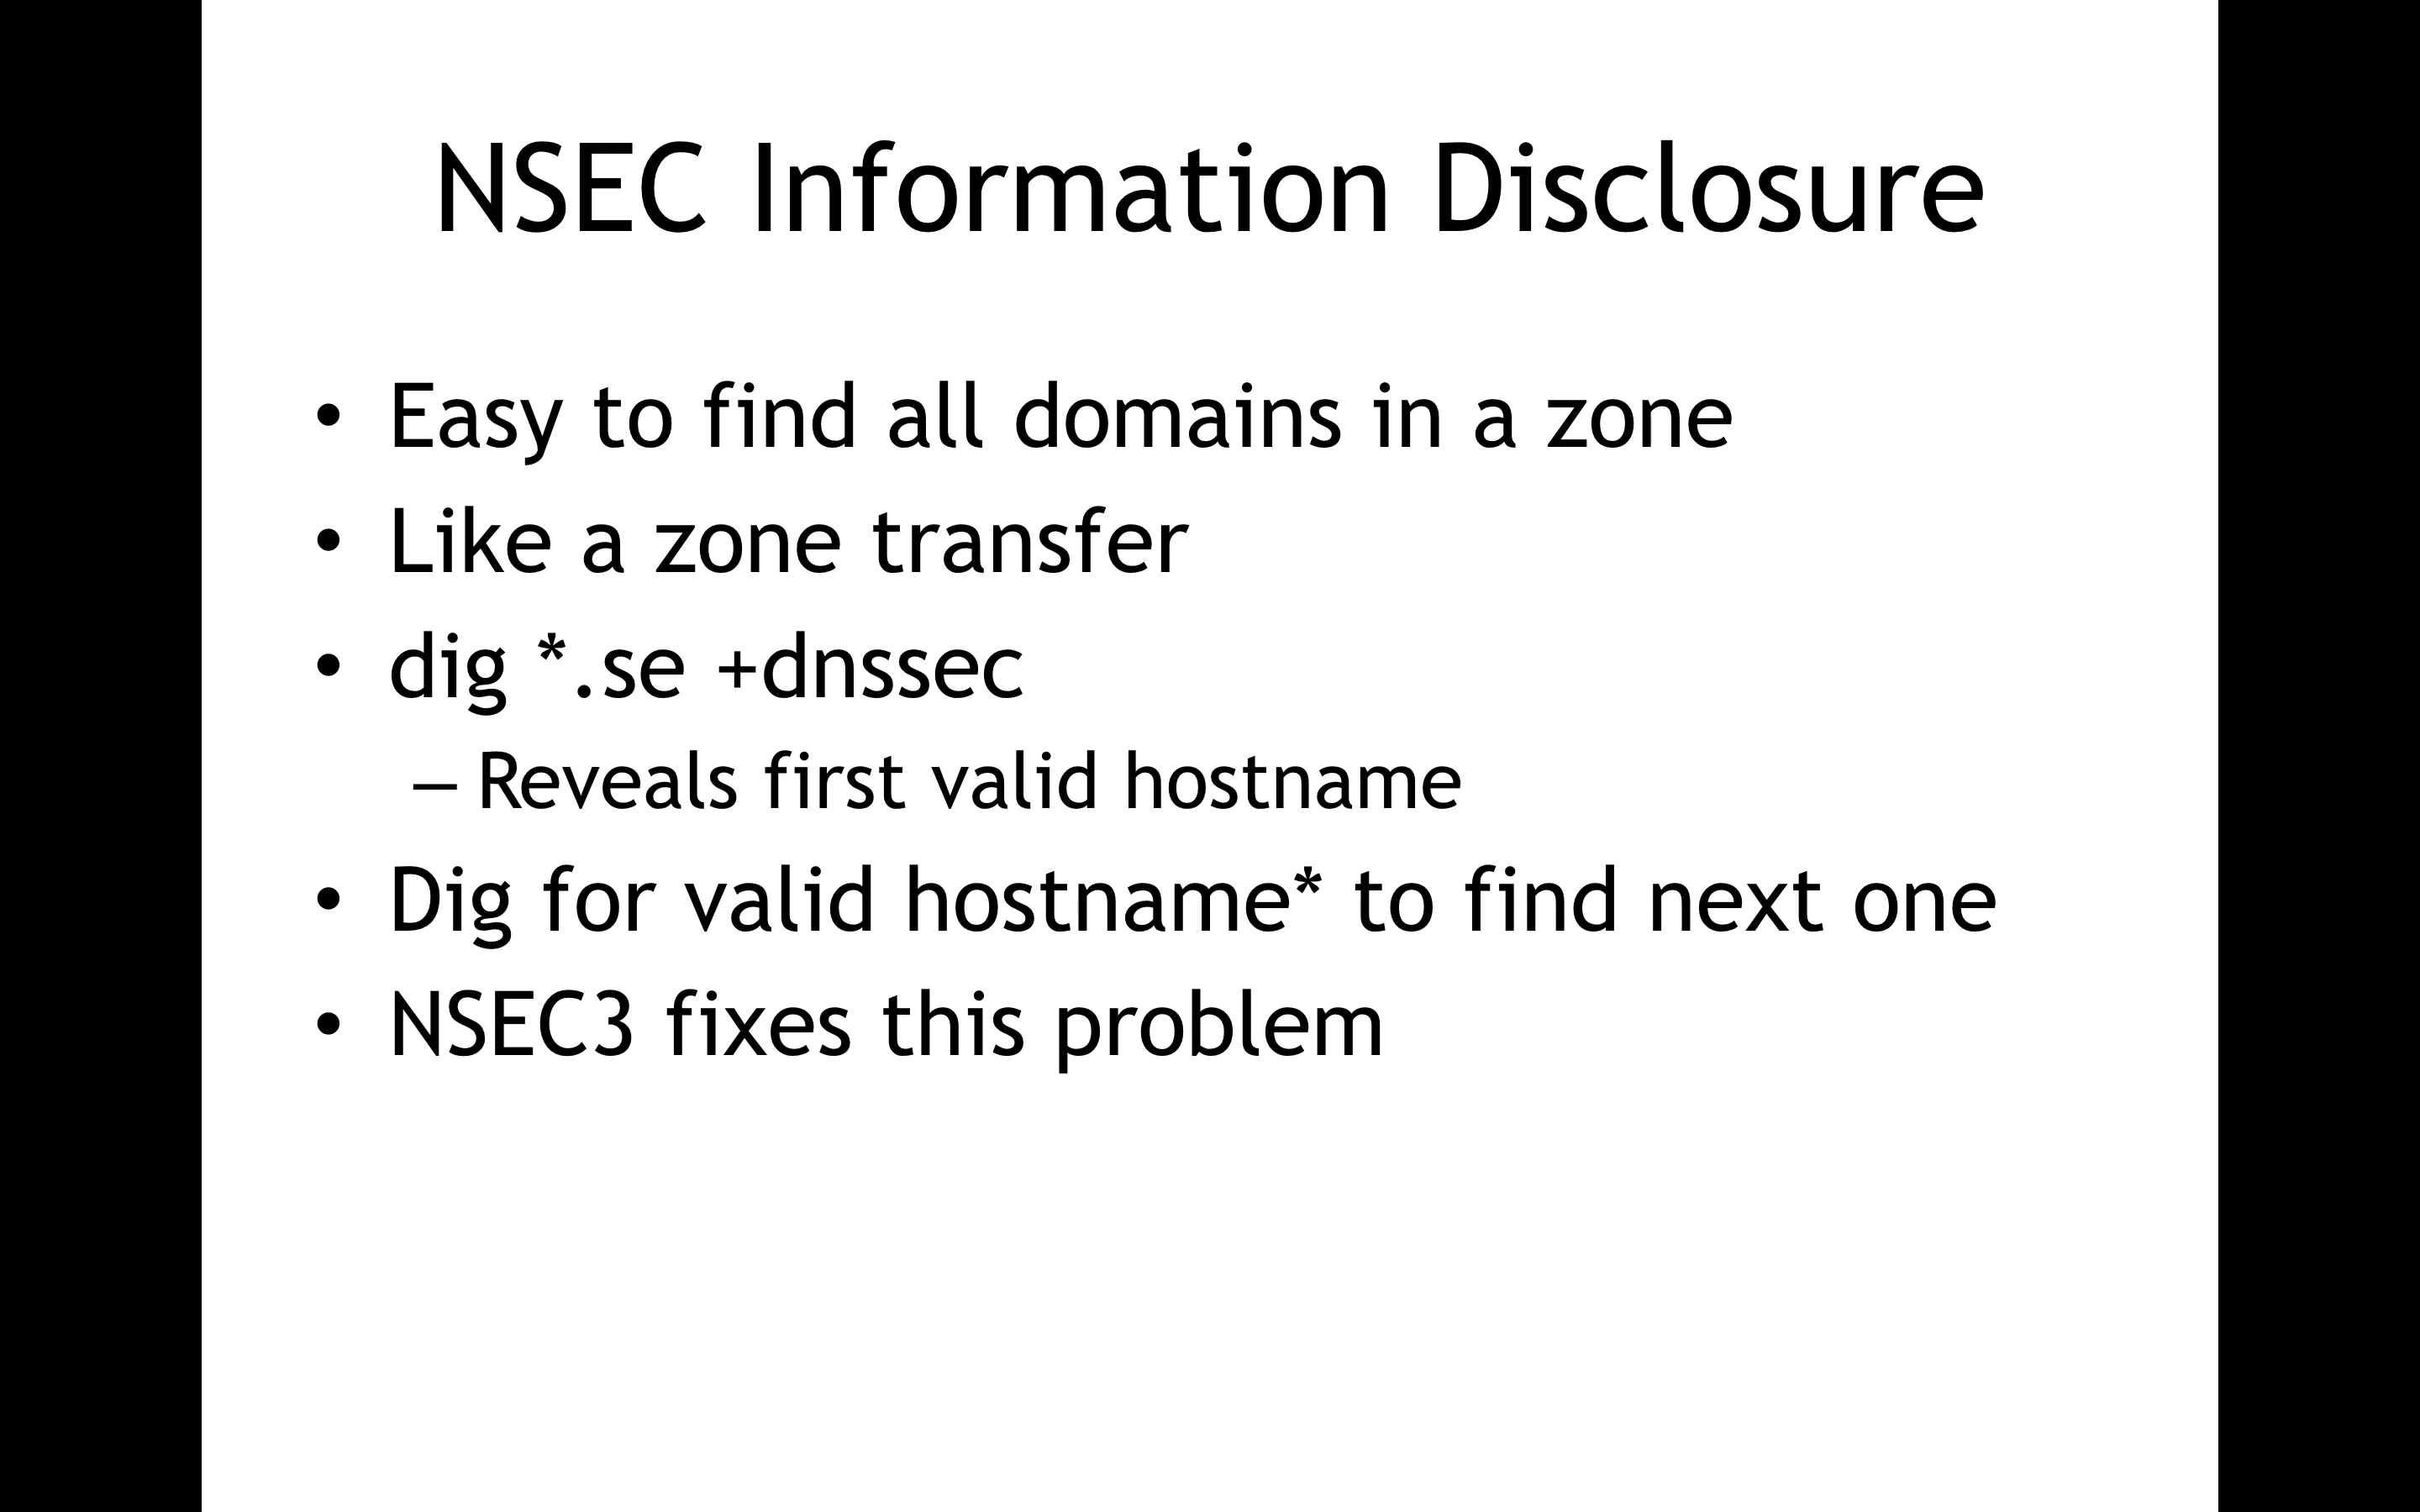 NSEC Information Disclosure
• Easy to find all domains in a zone
• Like a zone transfer
• dig *.se +dnssec
– Reveals first valid hostname
• Dig for valid hostname* to find next one
• NSEC3 fixes this problem